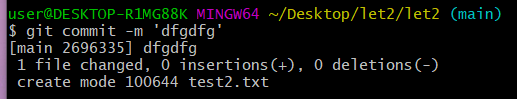 user@DESKTOP-R1MG88K MINGW64 ~/Desktop/let2/let2 (main)
$ git commit -m 'dfgdfg'
[main 2696335] dfgdfg
 1 file changed, 0 insertions(+), 0 deletions(-)
 create mode 100644 test2.txt